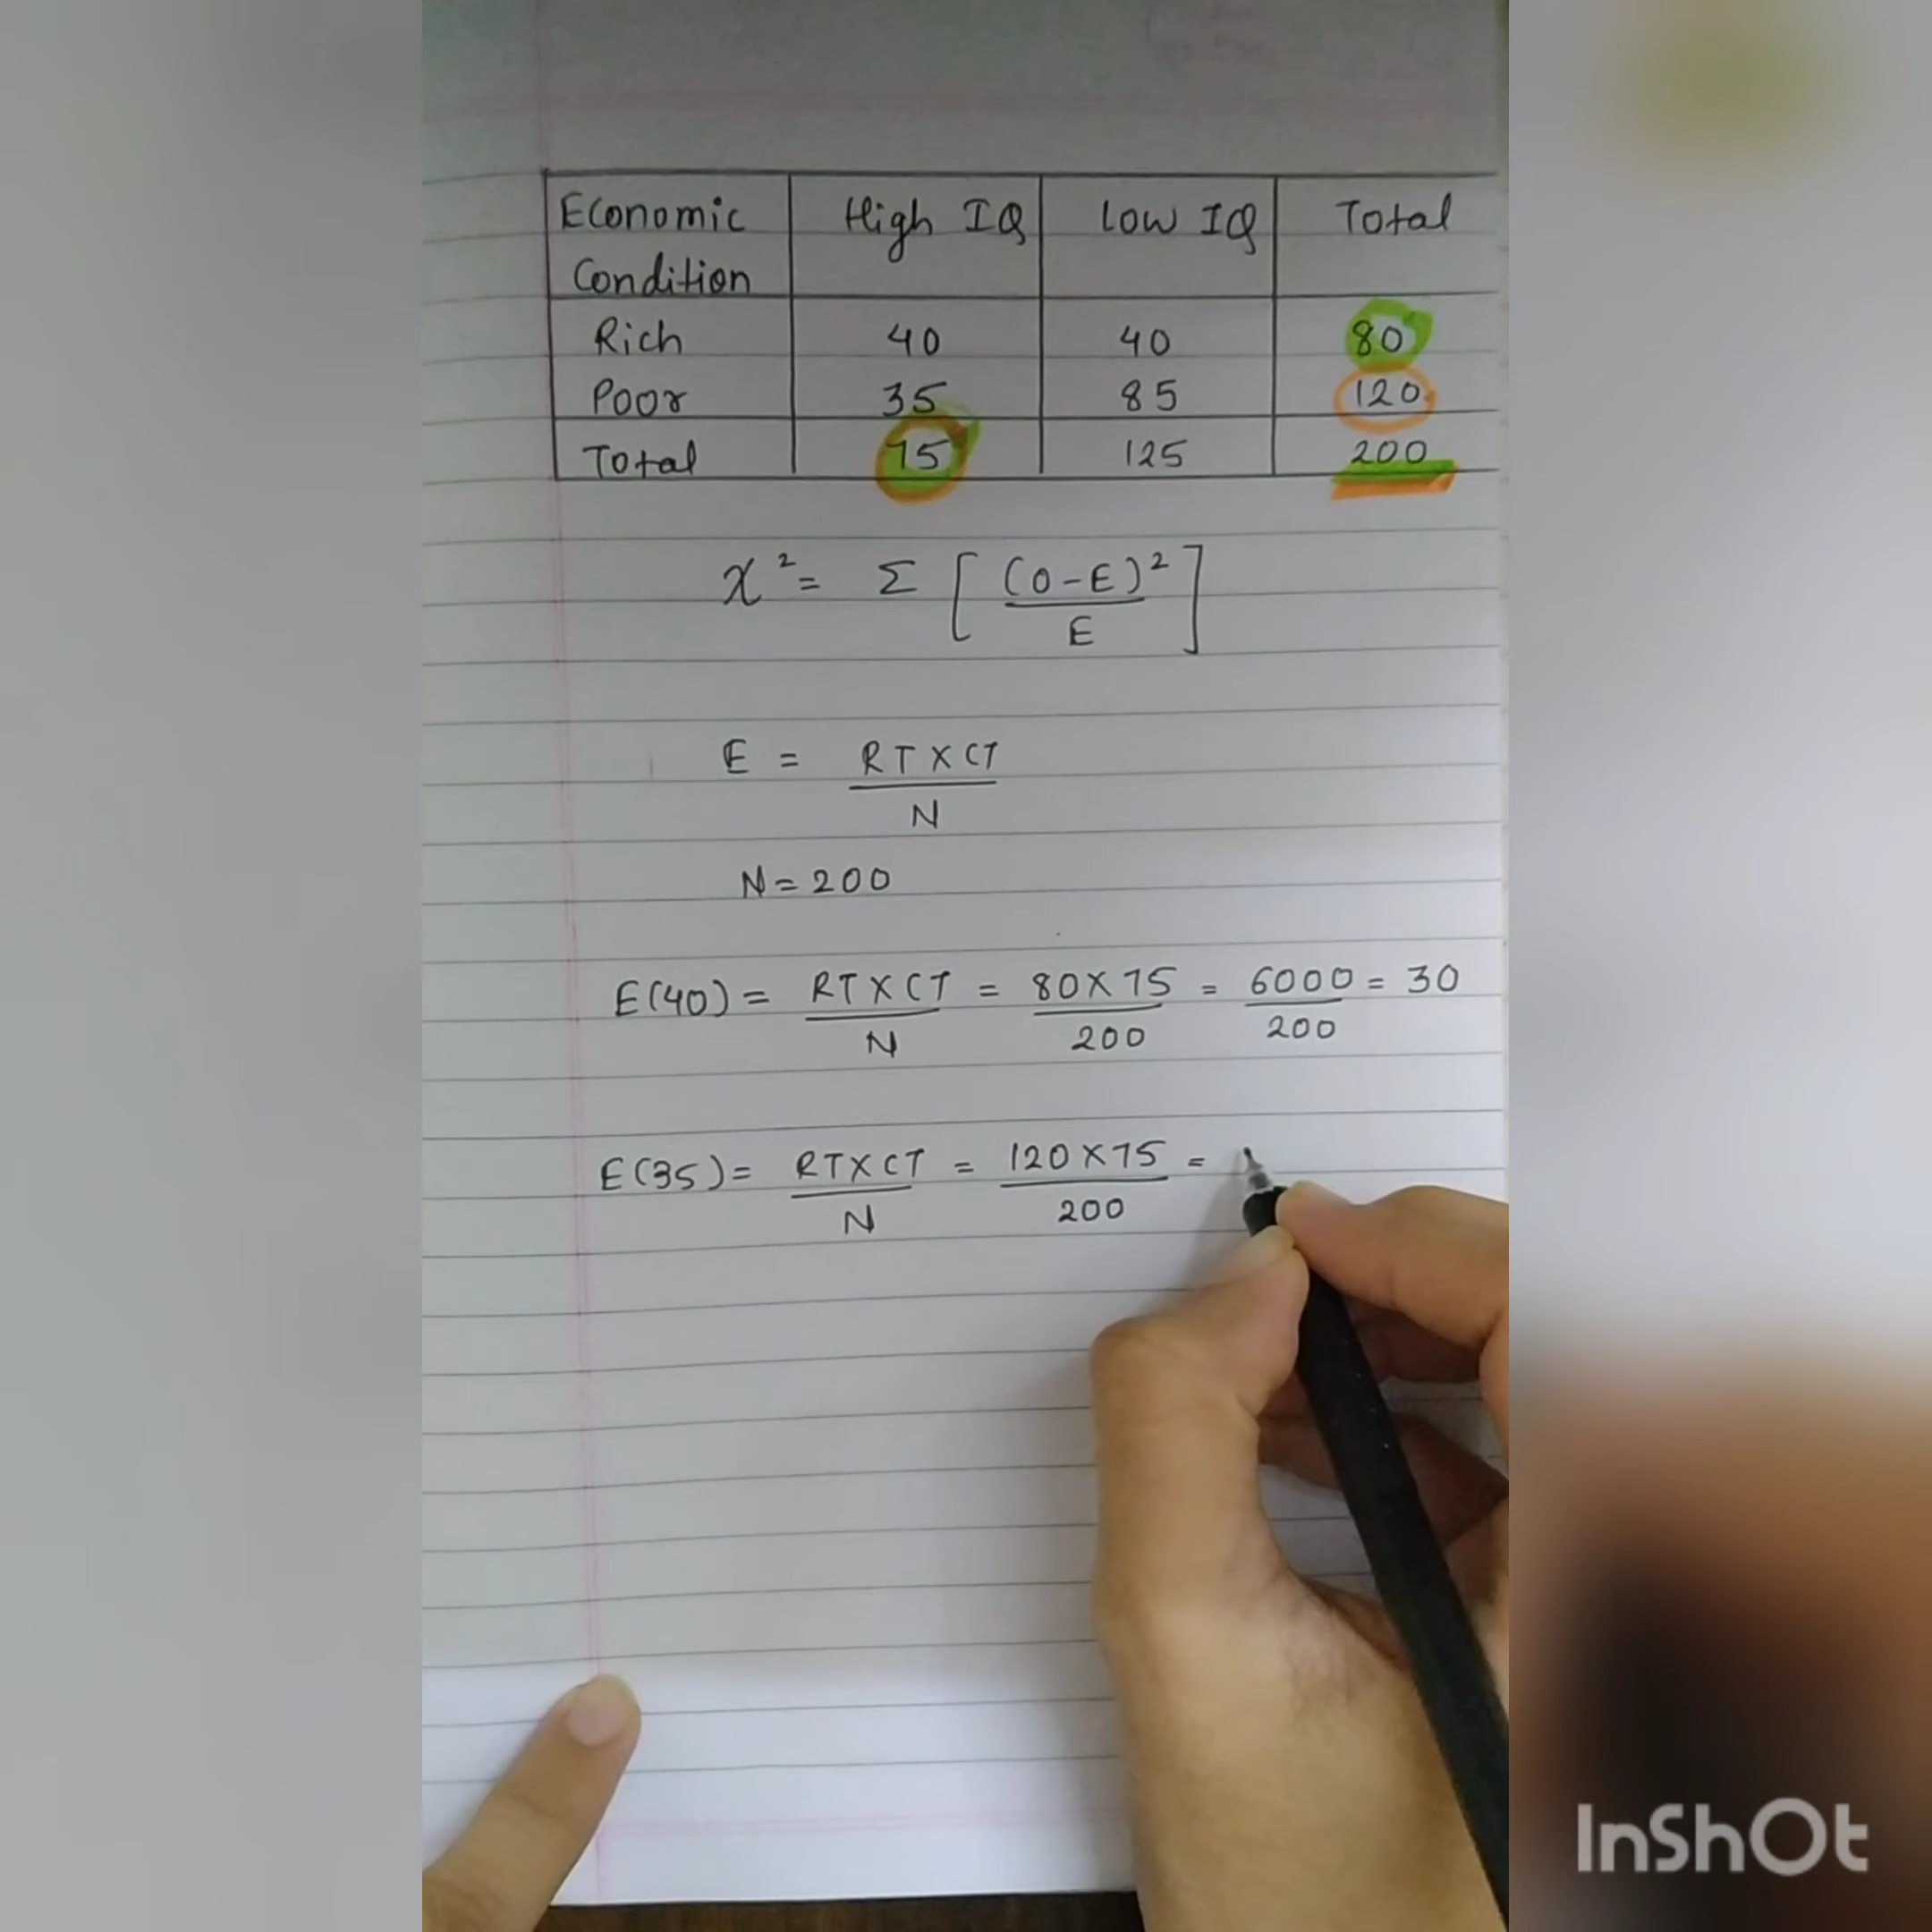 Economic Condition High IQ Low IQ Total
Rich 40 40 80
Poor 35 85 120
Total 75 125 200
χ² = Σ [ (O-E)² / E ]
E = RT X CT / N
N = 200
E(40) = RT X CT / N = 80 X 75 / 200 = 6000 / 200 = 30
E(35) = RT X CT / N = 120 X 75 / 200 =
InShOt